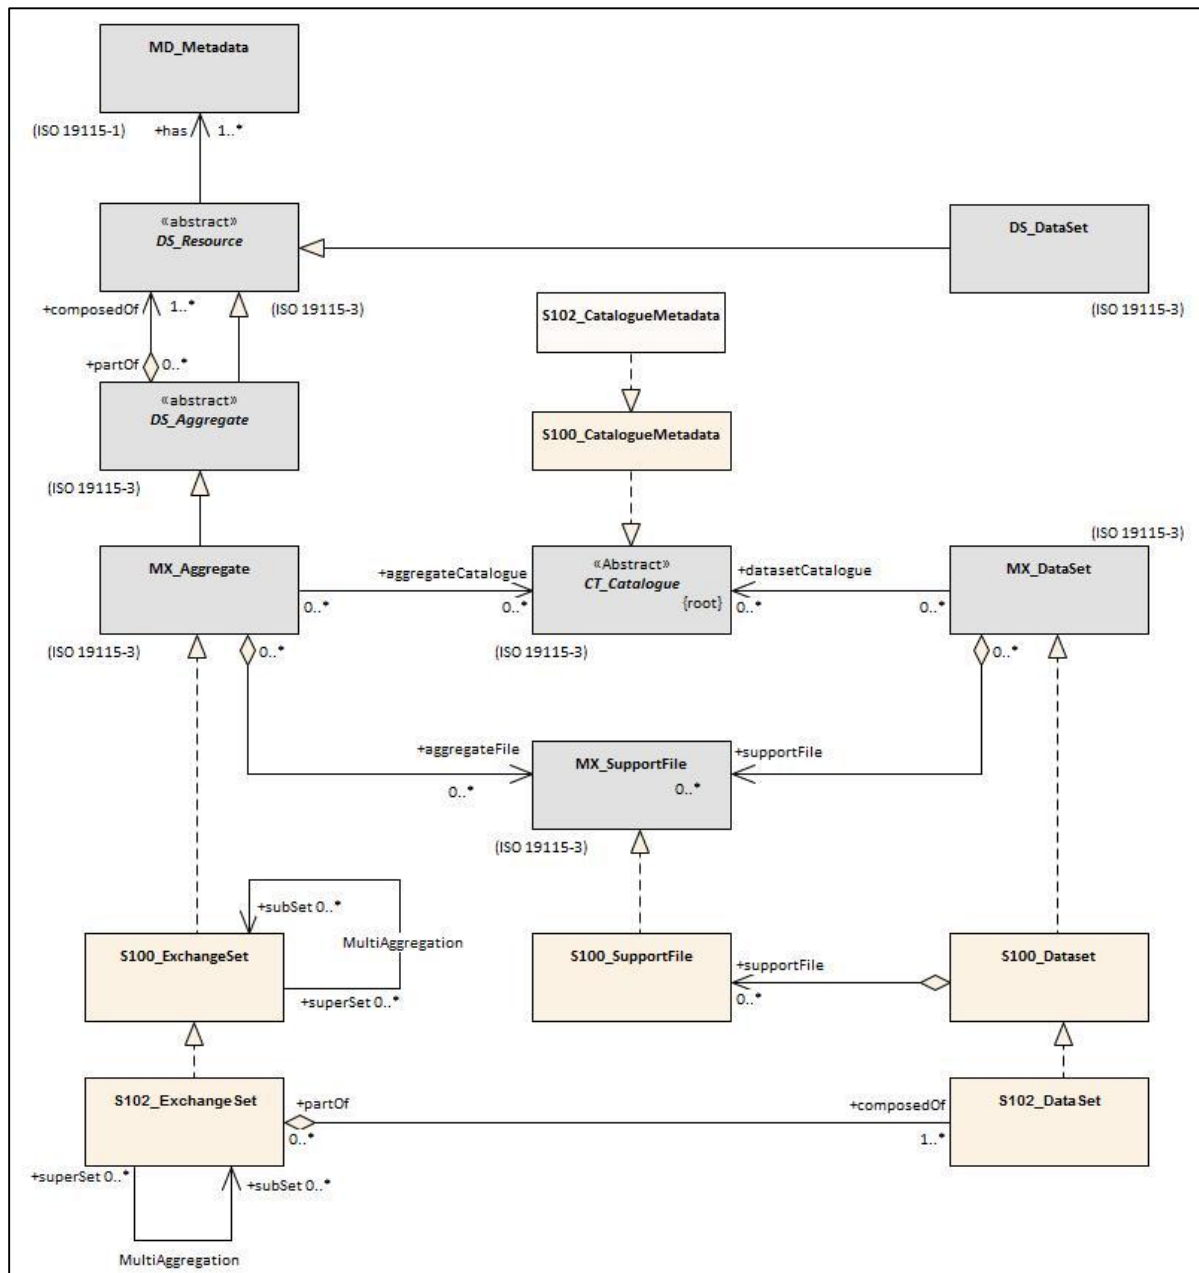 MD_Metadata
(ISO 19115-1)
+has
1..*
«abstract»
DS_Resource
DS_DataSet
+composedOf
1..*
(ISO 19115-3)
(ISO 19115-3)
S102_CatalogueMetadata
+partOf
0..*
«abstract»
DS_Aggregate
S100_CatalogueMetadata
(ISO 19115-3)
(ISO 19115-3)
MX_Aggregate
+aggregateCatalogue
«Abstract»
CT_Catalogue
{root}
+datasetCatalogue
MX_DataSet
0..*
0..*
0..*
0..*
(ISO 19115-3)
0..*
(ISO 19115-3)
0..*
+aggregateFile
MX_SupportFile
+supportFile
0..*
0..*
(ISO 19115-3)
+subSet 0..*
MultiAggregation
S100_ExchangeSet
S100_SupportFile
+supportFile
S100_Dataset
+superSet 0..*
0..*
S102_ExchangeSet
+partOf
+composedOf
S102_DataSet
0..*
1..*
+superSet 0..*
+subSet 0..*
MultiAggregation